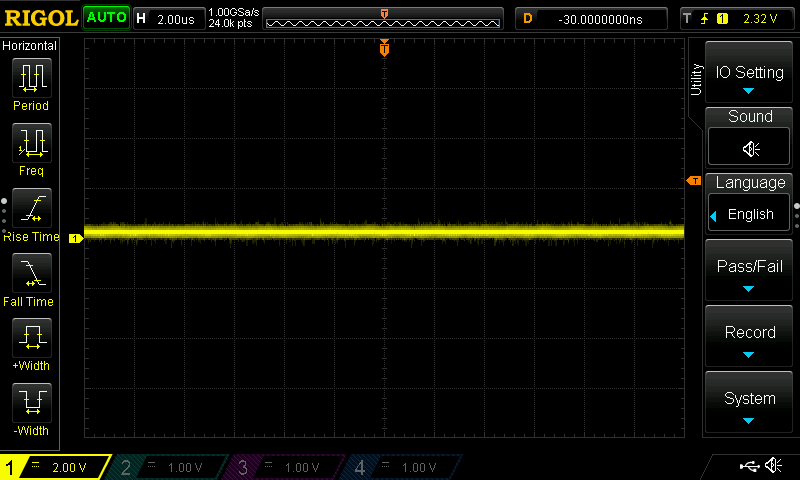 RIGOL AUTO H 2.00us 1.00GSa/s 24.0k pts T D -30.0000000ns T 1 2.32 V
Horizontal
T
Period
Freq
Rise Time
Fall Time
+Width
-Width
1
T
Utility
IO Setting
Sound
Language
English
Pass/Fail
Record
System
1 2.00 V 2 1.00 V 3 1.00 V 4 1.00 V